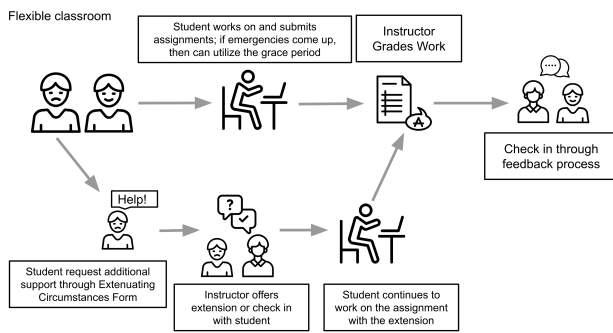 Flexible classroom
Student works on and submits
assignments; if emergencies come up,
then can utilize the grace period
Instructor
Grades Work
A
Check in through
feedback process
Help!
?
Student request additional
support through Extenuating
Circumstances Form
Instructor offers
extension or check in
with student
Student continues to
work on the assignment
with the extension